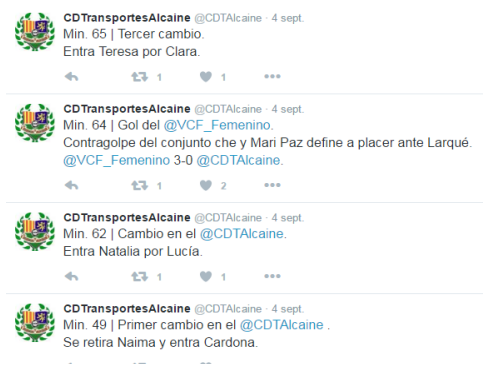 CDTransportesAlcaine @CDTAlcaine · 4 sept.
Min. 65 | Tercer cambio.
Entra Teresa por Clara.
1 1
CDTransportesAlcaine @CDTAlcaine · 4 sept.
Min. 64 | Gol del @VCF_Femenino.
Contragolpe del conjunto che y Mari Paz define a placer ante Larqué.
@VCF_Femenino 3-0 @CDTAlcaine.
1 2
CDTransportesAlcaine @CDTAlcaine · 4 sept.
Min. 62 | Cambio en el @CDTAlcaine.
Entra Natalia por Lucía.
1 1
CDTransportesAlcaine @CDTAlcaine · 4 sept.
Min. 49 | Primer cambio en el @CDTAlcaine .
Se retira Naima y entra Cardona.